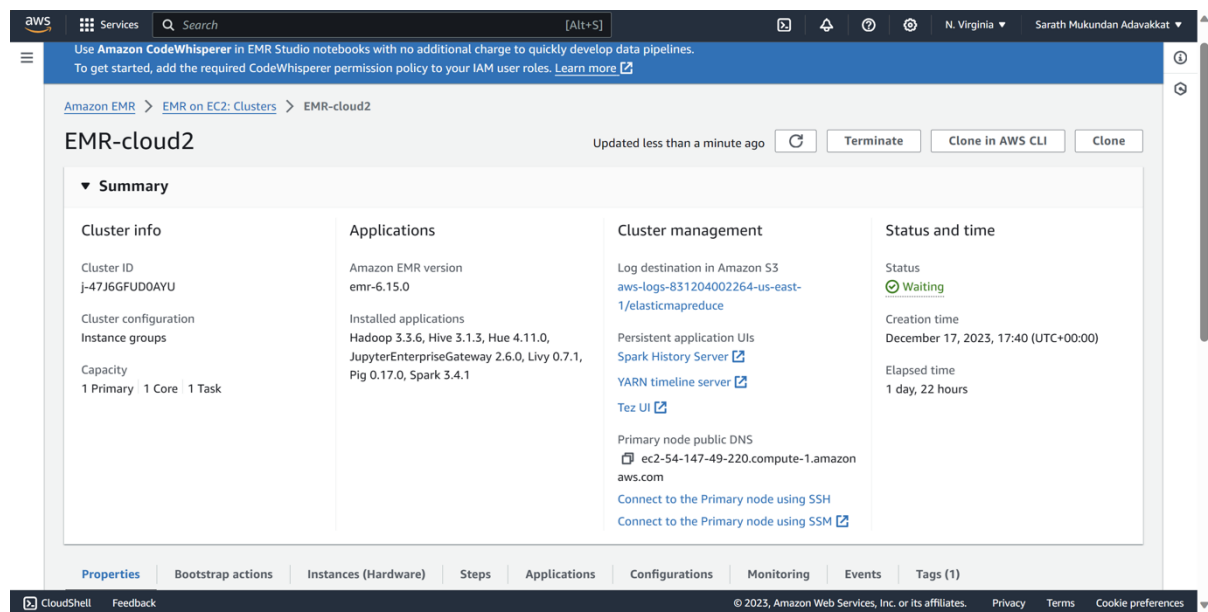 aws Services Search [Alt+S] N. Virginia Sarath Mukundan Adavakkat
Use Amazon CodeWhisperer in EMR Studio notebooks with no additional charge to quickly develop data pipelines.
To get started, add the required CodeWhisperer permission policy to your IAM user roles. Learn more
Amazon EMR > EMR on EC2: Clusters > EMR-cloud2
EMR-cloud2
Updated less than a minute ago Terminate Clone in AWS CLI Clone
Summary
Cluster info
Cluster ID
j-47J6GFUD0AYU
Cluster configuration
Instance groups
Capacity
1 Primary 1 Core 1 Task
Applications
Amazon EMR version
emr-6.15.0
Installed applications
Hadoop 3.3.6, Hive 3.1.3, Hue 4.11.0,
JupyterEnterpriseGateway 2.6.0, Livy 0.7.1,
Pig 0.17.0, Spark 3.4.1
Cluster management
Log destination in Amazon S3
aws-logs-831204002264-us-east-
1/elasticmapreduce
Persistent application UIs
Spark History Server
YARN timeline server
Tez UI
Primary node public DNS
ec2-54-147-49-220.compute-1.amazon
aws.com
Connect to the Primary node using SSH
Connect to the Primary node using SSM
Status and time
Status
Waiting
Creation time
December 17, 2023, 17:40 (UTC+00:00)
Elapsed time
1 day, 22 hours
Properties Bootstrap actions Instances (Hardware) Steps Applications Configurations Monitoring Events Tags (1)
CloudShell Feedback © 2023, Amazon Web Services, Inc. or its affiliates. Privacy Terms Cookie preferences